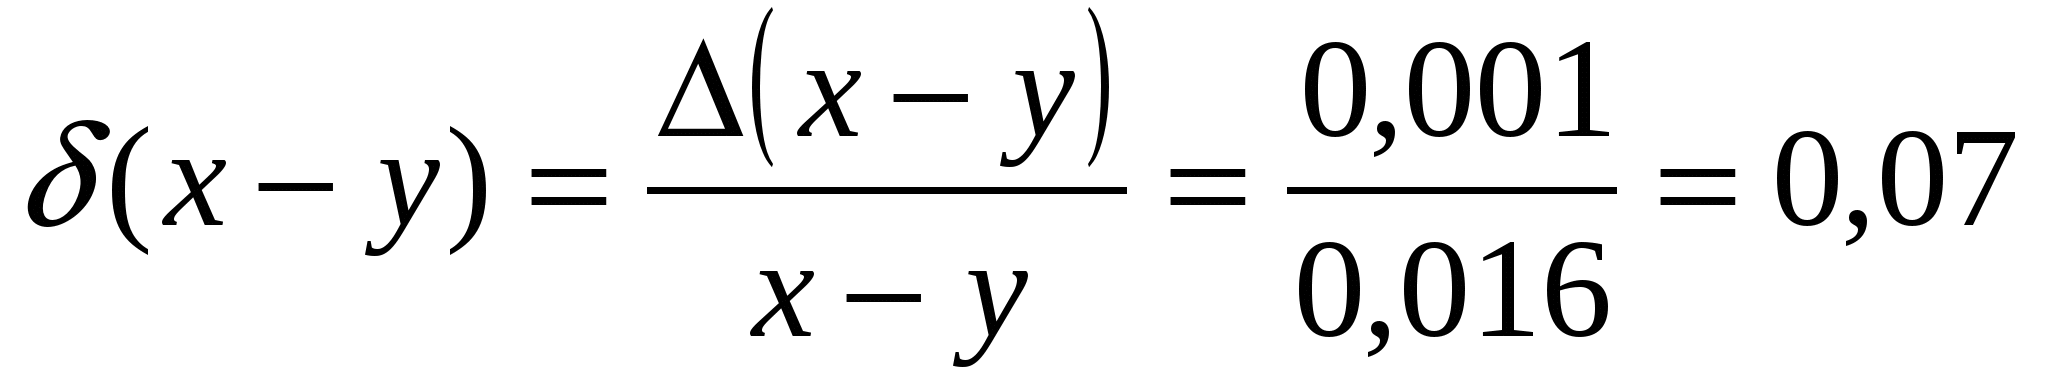 δ(x − y) = Δ(x − y) / x − y = 0,001 / 0,016 = 0,07